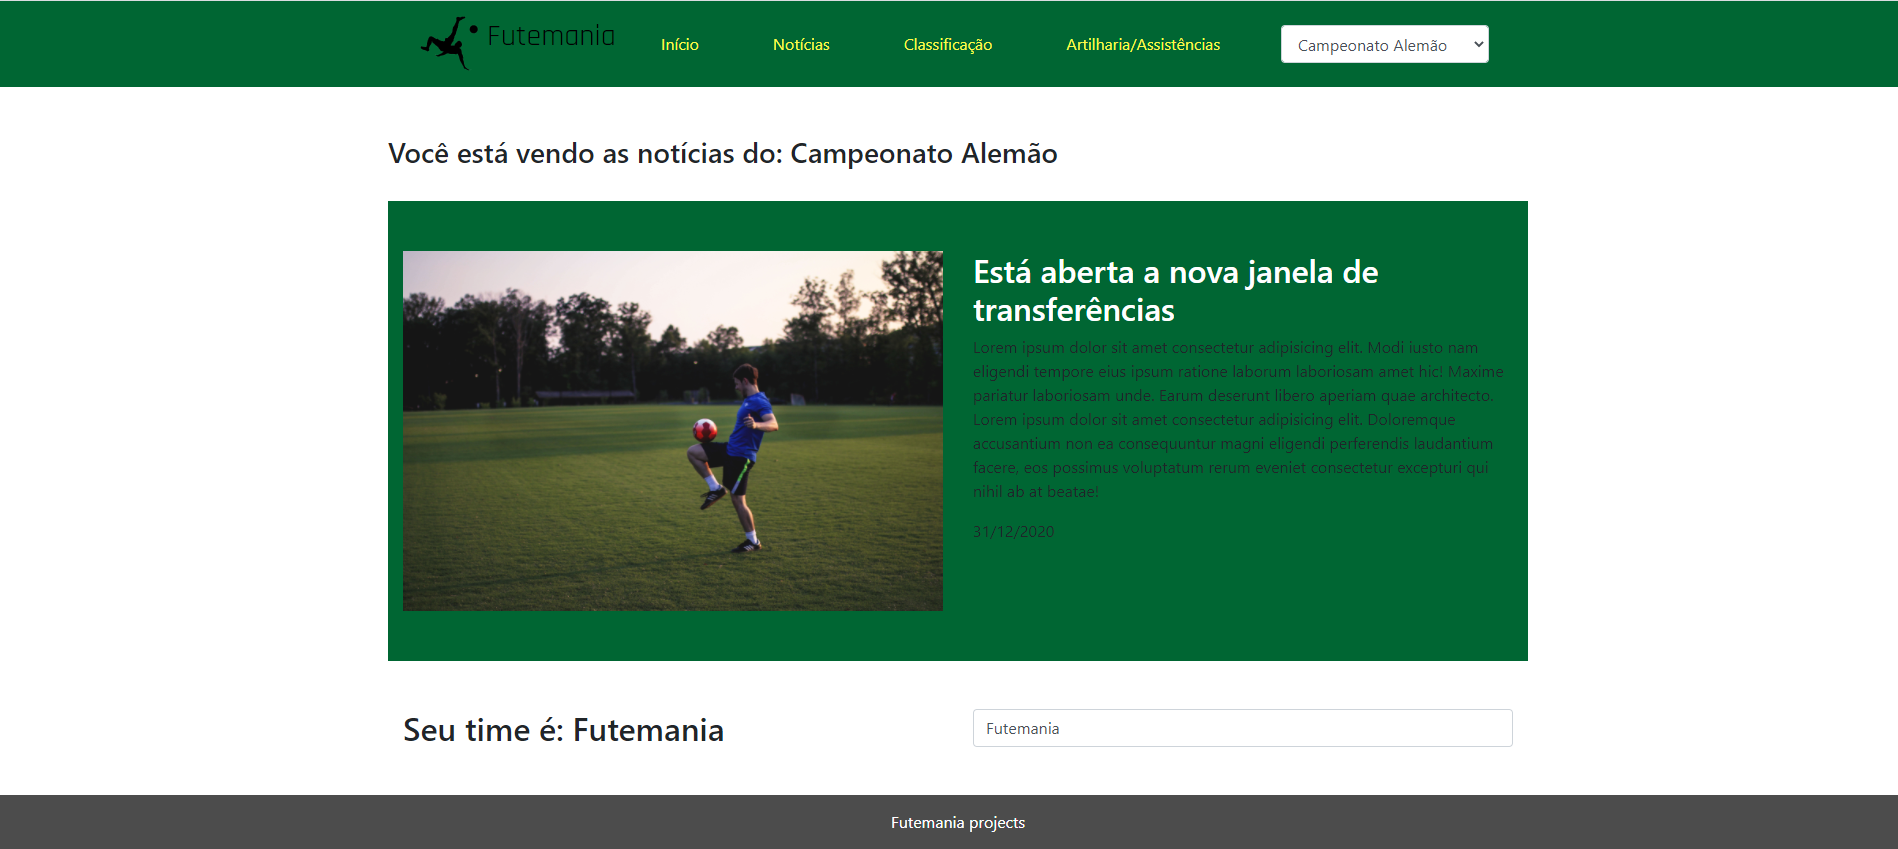 Futemania
Início
Notícias
Classificação
Artilharia/Assistências
Campeonato Alemão
Você está vendo as notícias do: Campeonato Alemão
Está aberta a nova janela de
transferências
Lorem ipsum dolor sit amet consectetur adipisicing elit. Modi iusto nam
eligendi tempore eius ipsum ratione laborum laboriosam amet hic! Maxime
pariatur laboriosam unde. Earum deserunt libero aperiam quae architecto.
Lorem ipsum dolor sit amet consectetur adipisicing elit. Doloremque
accusantium non ea consequuntur magni eligendi perferendis laudantium
facere, eos possimus voluptatum rerum eveniet consectetur excepturi qui
nihil ab at beatae!
31/12/2020
Seu time é: Futemania
Futemania
Futemania projects